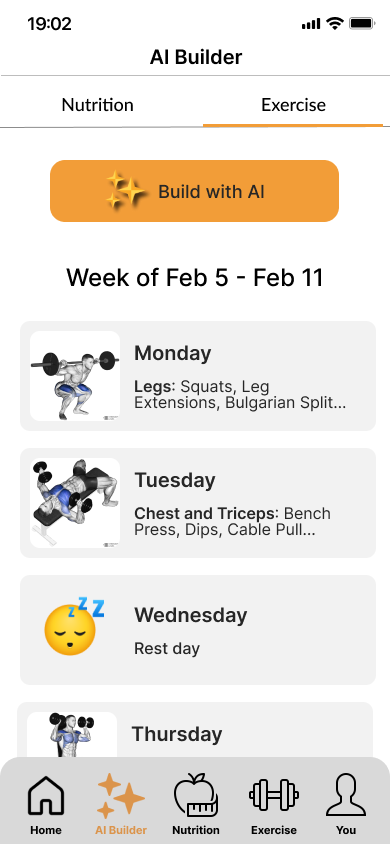 19:02
AI Builder
Nutrition
Exercise
Build with AI
Week of Feb 5 - Feb 11
Monday
Legs: Squats, Leg
Extensions, Bulgarian Split...
Tuesday
Chest and Triceps: Bench
Press, Dips, Cable Pull...
Z Z Z
Wednesday
Rest day
Thursday
Home
AI Builder
Nutrition
Exercise
You